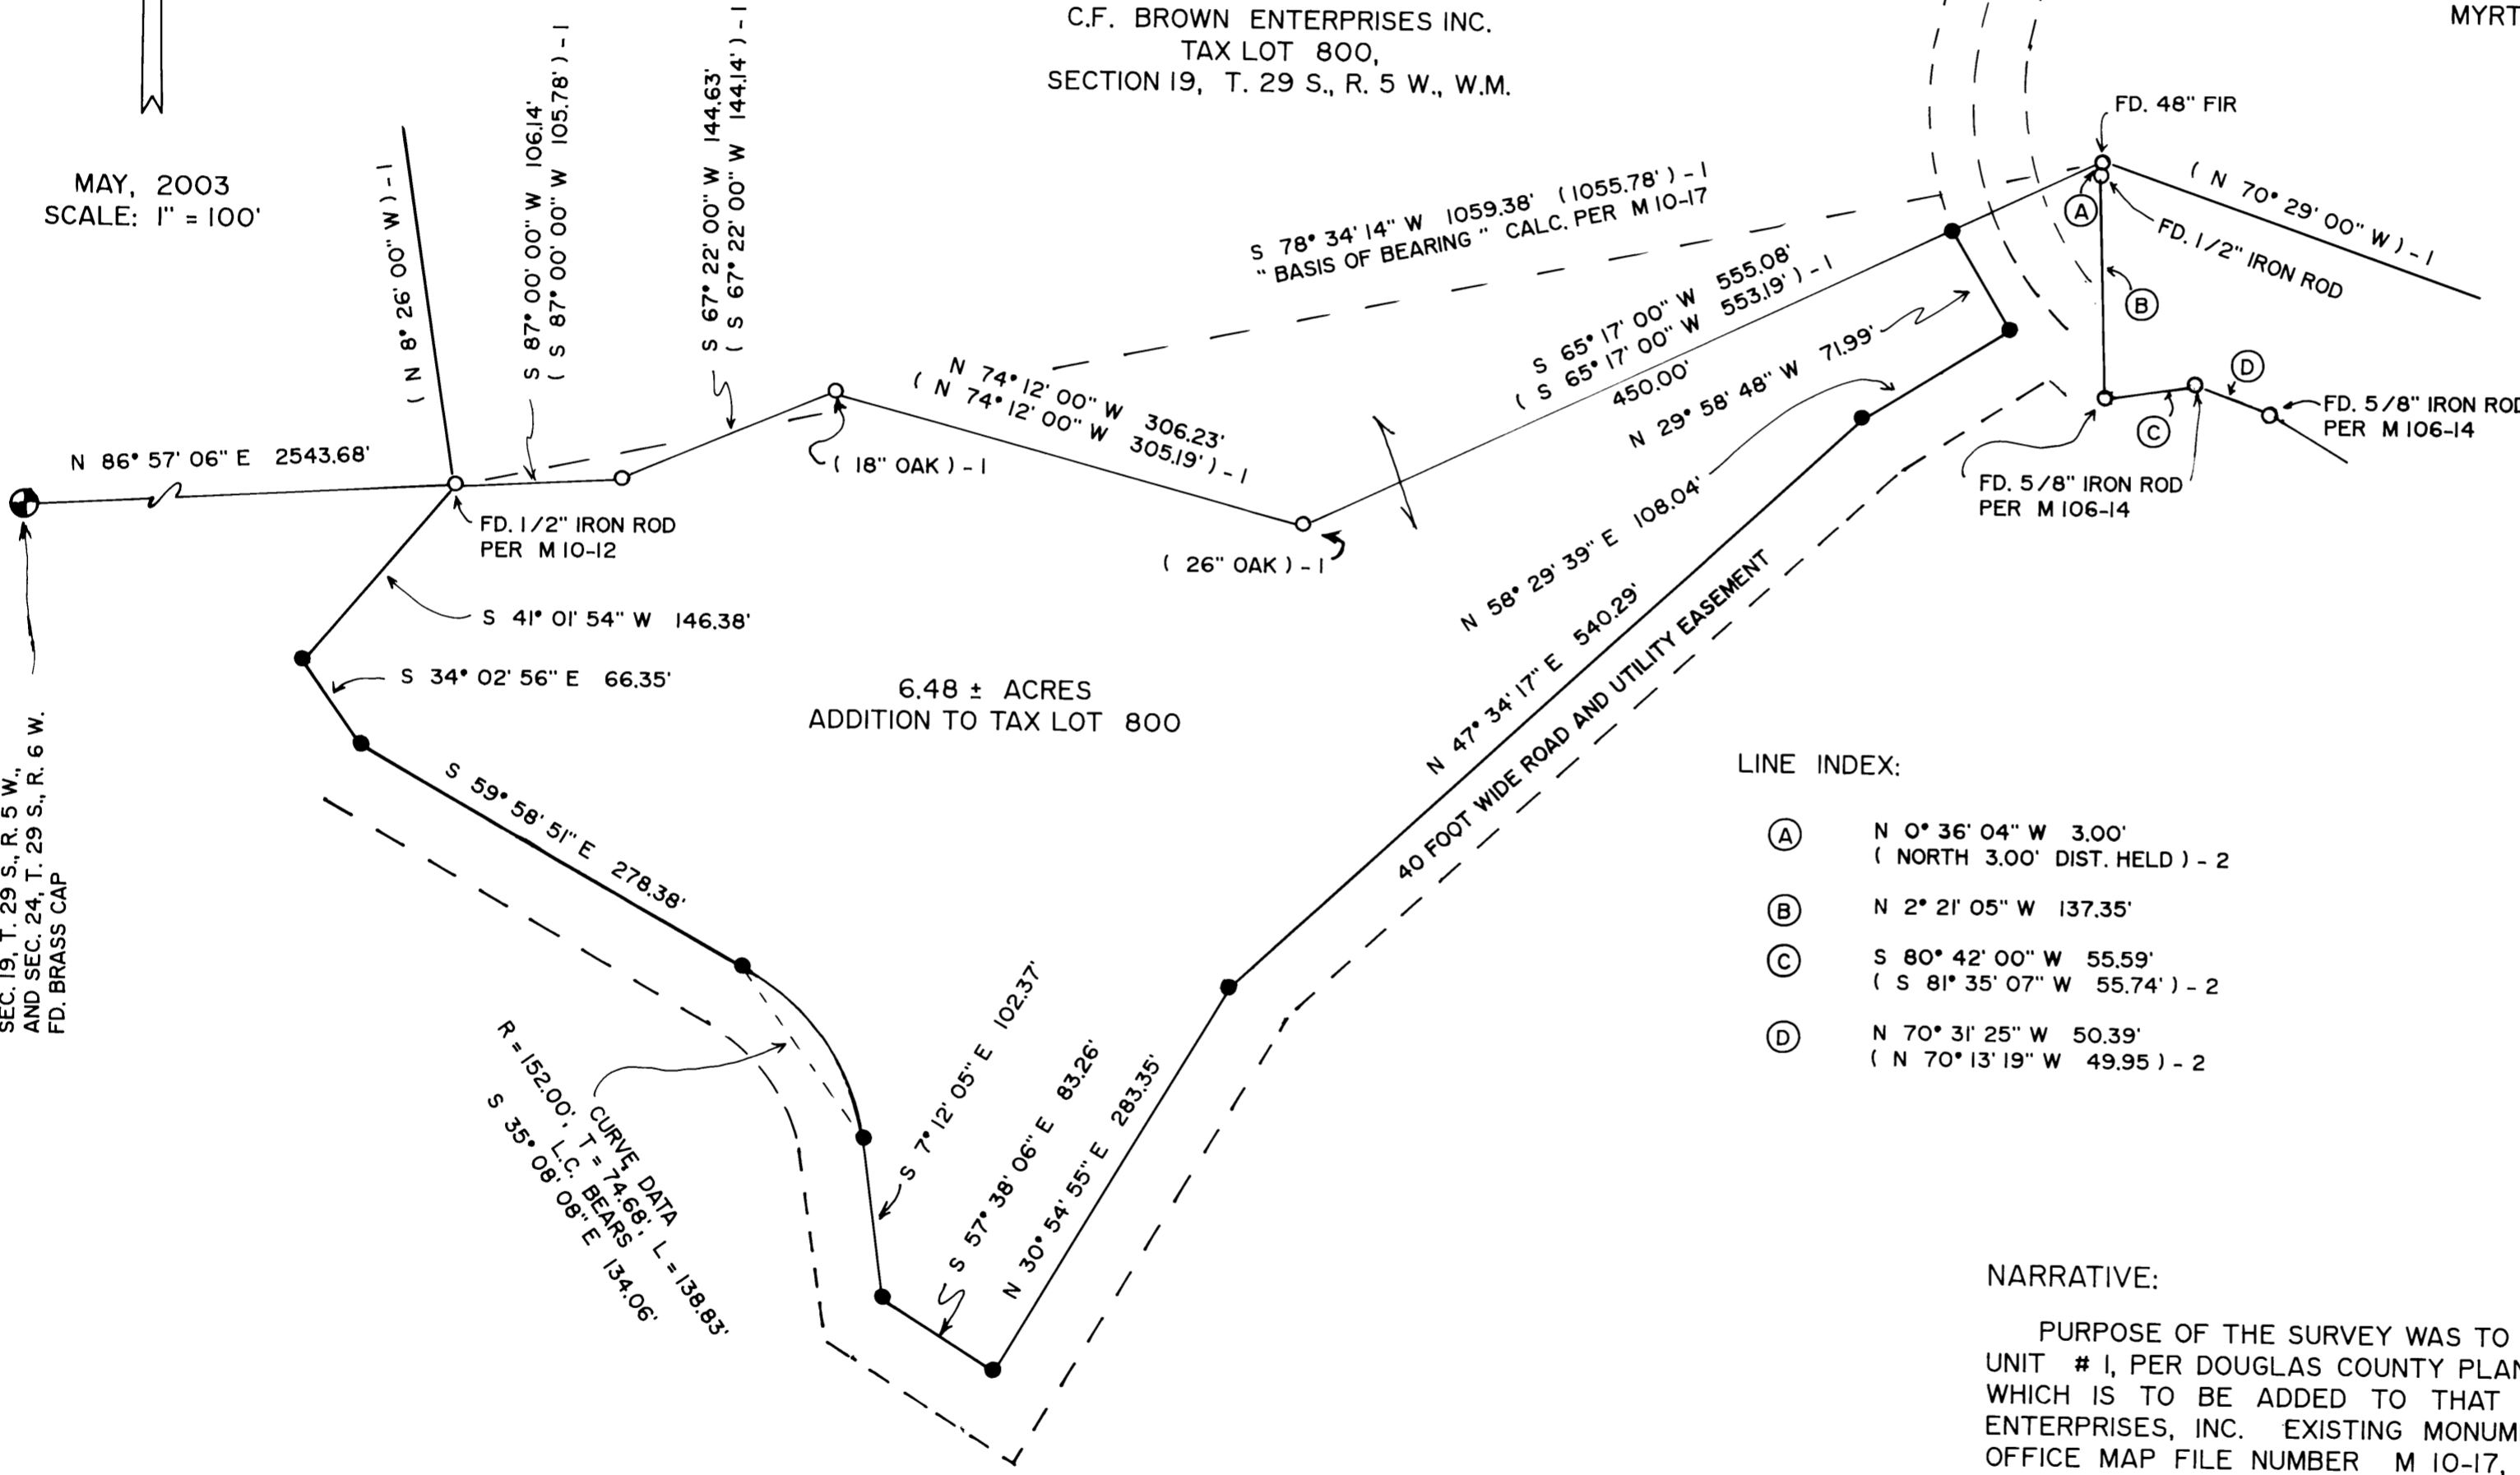 C.F. BROWN ENTERPRISES INC.
TAX LOT 800,
SECTION 19, T. 29 S., R. 5 W., W.M.
MYRT
MAY, 2003
SCALE: 1" = 100'
( N 8° 26' 00" W ) - 1
S 87° 00' 00" W 106.14'
( S 87° 00' 00" W 105.78' ) - 1
S 67° 22' 00" W 144.63'
( S 67° 22' 00" W 144.14' ) - 1
FD. 48" FIR
( N 70° 29' 00" W ) - 1
A
FD. 1/2" IRON ROD
B
S 78° 34' 14" W 1059.38' (1055.78' ) - 1
" BASIS OF BEARING " CALC. PER M 10-17
S 65° 17' 00" W 555.08'
( S 65° 17' 00" W 553.19' ) - 1
450.00'
N 29° 58' 48" W 71.99'
N 74° 12' 00" W 306.23'
( N 74° 12' 00" W 305.19' ) - 1
( 18" OAK ) - 1
( 26" OAK ) - 1
D
FD. 5/8" IRON ROD
PER M 106-14
C
FD. 5/8" IRON ROD
PER M 106-14
N 86° 57' 06" E 2543.68'
FD. 1/2" IRON ROD
PER M 10-12
S 41° 01' 54" W 146.38'
S 34° 02' 56" E 66.35'
6.48 ± ACRES
ADDITION TO TAX LOT 800
N 58° 29' 39" E 108.04'
N 47° 34' 17" E 540.29'
40 FOOT WIDE ROAD AND UTILITY EASEMENT
SEC. 19, T. 29 S., R. 5 W.,
AND SEC. 24, T. 29 S., R. 6 W.
FD. BRASS CAP
S 59° 58' 51" E 278.38'
CURVE DATA
R = 152.00', T = 74.68', L = 138.83'
L.C. BEARS
S 35° 08' 08" E 134.06'
S 7° 12' 05" E 102.37'
S 57° 38' 06" E 83.26'
N 30° 54' 55" E 283.35'
LINE INDEX:
A N 0° 36' 04" W 3.00'
( NORTH 3.00' DIST. HELD ) - 2
B N 2° 21' 05" W 137.35'
C S 80° 42' 00" W 55.59'
( S 81° 35' 07" W 55.74' ) - 2
D N 70° 31' 25" W 50.39'
( N 70° 13' 19" W 49.95 ) - 2
NARRATIVE:
PURPOSE OF THE SURVEY WAS TO
UNIT # 1, PER DOUGLAS COUNTY PLAN
WHICH IS TO BE ADDED TO THAT
ENTERPRISES, INC. EXISTING MONUM
OFFICE MAP FILE NUMBER M 10-17,